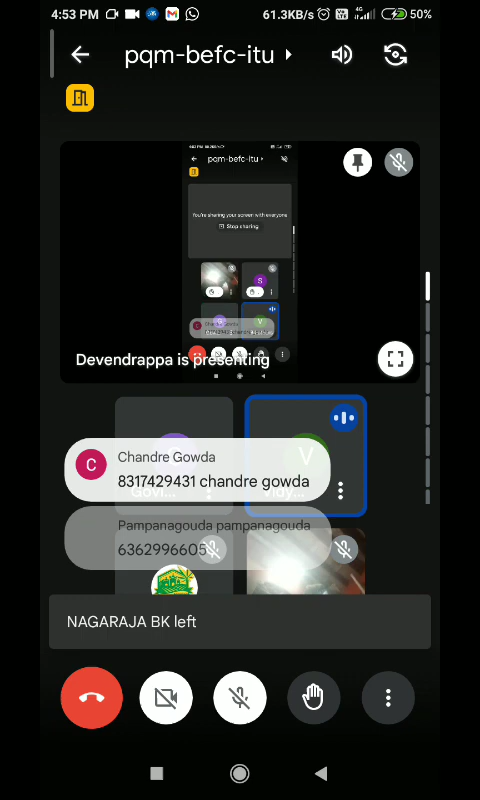 4:53 PM
61.3KB/s
4G
50%
pqm-befc-itu
pqm-befc-itu
You're sharing your screen with everyone
Stop sharing
S
Devendrappa is presenting
V
C
Chandre Gowda
8317429431 chandre gowda
Pampanagouda pampanagouda
6362996605
NAGARAJA BK left